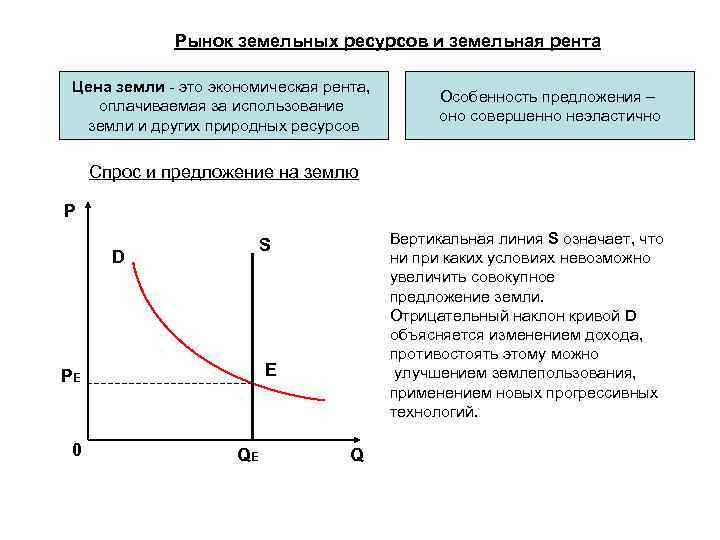 Рынок земельных ресурсов и земельная рента
Цена земли - это экономическая рента,
оплачиваемая за использование
земли и других природных ресурсов
Особенность предложения –
оно совершенно неэластично
Спрос и предложение на землю
P
D
S
E
PE
0
QE
Q
Вертикальная линия S означает, что
ни при каких условиях невозможно
увеличить совокупное
предложение земли.
Отрицательный наклон кривой D
объясняется изменением дохода,
противостоять этому можно
улучшением землепользования,
применением новых прогрессивных
технологий.